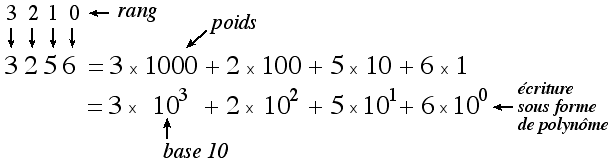 3 2 1 0 ← rang
poids
3 2 5 6 = 3 × 1000 + 2 × 100 + 5 × 10 + 6 × 1
= 3 × 10³ + 2 × 10² + 5 × 10¹ + 6 × 10⁰
écriture
sous forme
de polynôme
base 10